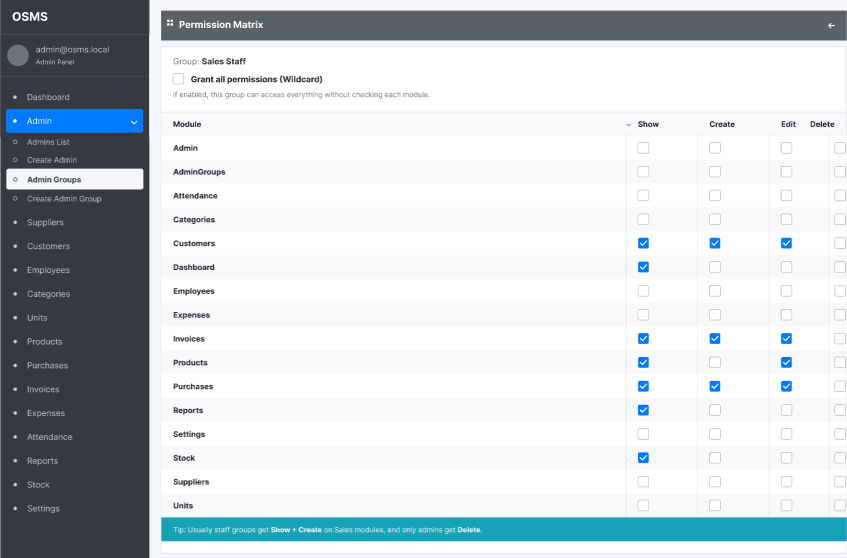 OSMS
admin@osms.local
Admin Panel
Dashboard
Admin
Admins List
Create Admin
Admin Groups
Create Admin Group
Suppliers
Customers
Employees
Categories
Units
Products
Purchases
Invoices
Expenses
Attendance
Reports
Stock
Settings
Permission Matrix
Group: Sales Staff
Grant all permissions (Wildcard)
If enabled, this group can access everything without checking each module.
Module Show Create Edit Delete
Admin
AdminGroups
Attendance
Categories
Customers
Dashboard
Employees
Expenses
Invoices
Products
Purchases
Reports
Settings
Stock
Suppliers
Units
Tip: Usually staff groups get Show + Create on Sales modules, and only admins get Delete.